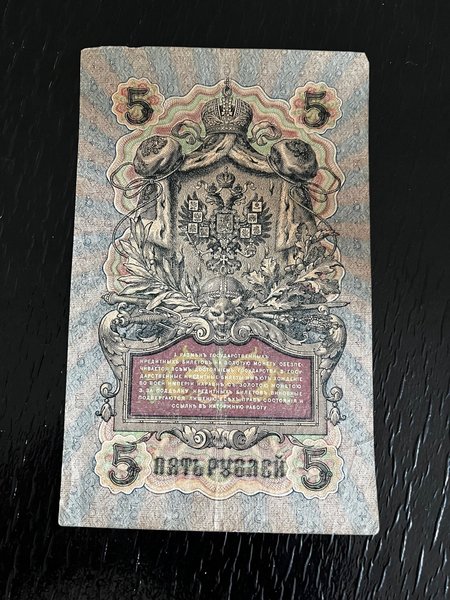 5 5
1. РАЗМѢНЪ ГОСУДАРСТВЕННЫХЪ
КРЕДИТНЫХЪ БИЛЕТОВЪ НА ЗОЛОТУЮ МОНЕТУ ОБЕЗПЕ-
ЧИВАЕТСЯ ВСѢМЪ ДОСТОЯНІЕМЪ ГОСУДАРСТВА. 2. ГОСУ-
ДАРСТВЕННЫЕ КРЕДИТНЫЕ БИЛЕТЫ ИМѢЮТЪ ХОЖДЕНІЕ
ВО ВСЕЙ ИМПЕРІИ НАРАВНѢ СЪ ЗОЛОТОЮ МОНЕТОЮ
3. ЗА ПОДДѢЛКУ КРЕДИТНЫХЪ БИЛЕТОВЪ ВИНОВНЫЕ
ПОДВЕРГАЮТСЯ ЛИШЕНІЮ ВСѢХЪ ПРАВЪ СОСТОЯНІЯ И
ССЫЛКѢ ВЪ КАТОРЖНУЮ РАБОТУ
5 ПЯТЬ РУБЛЕЙ 5